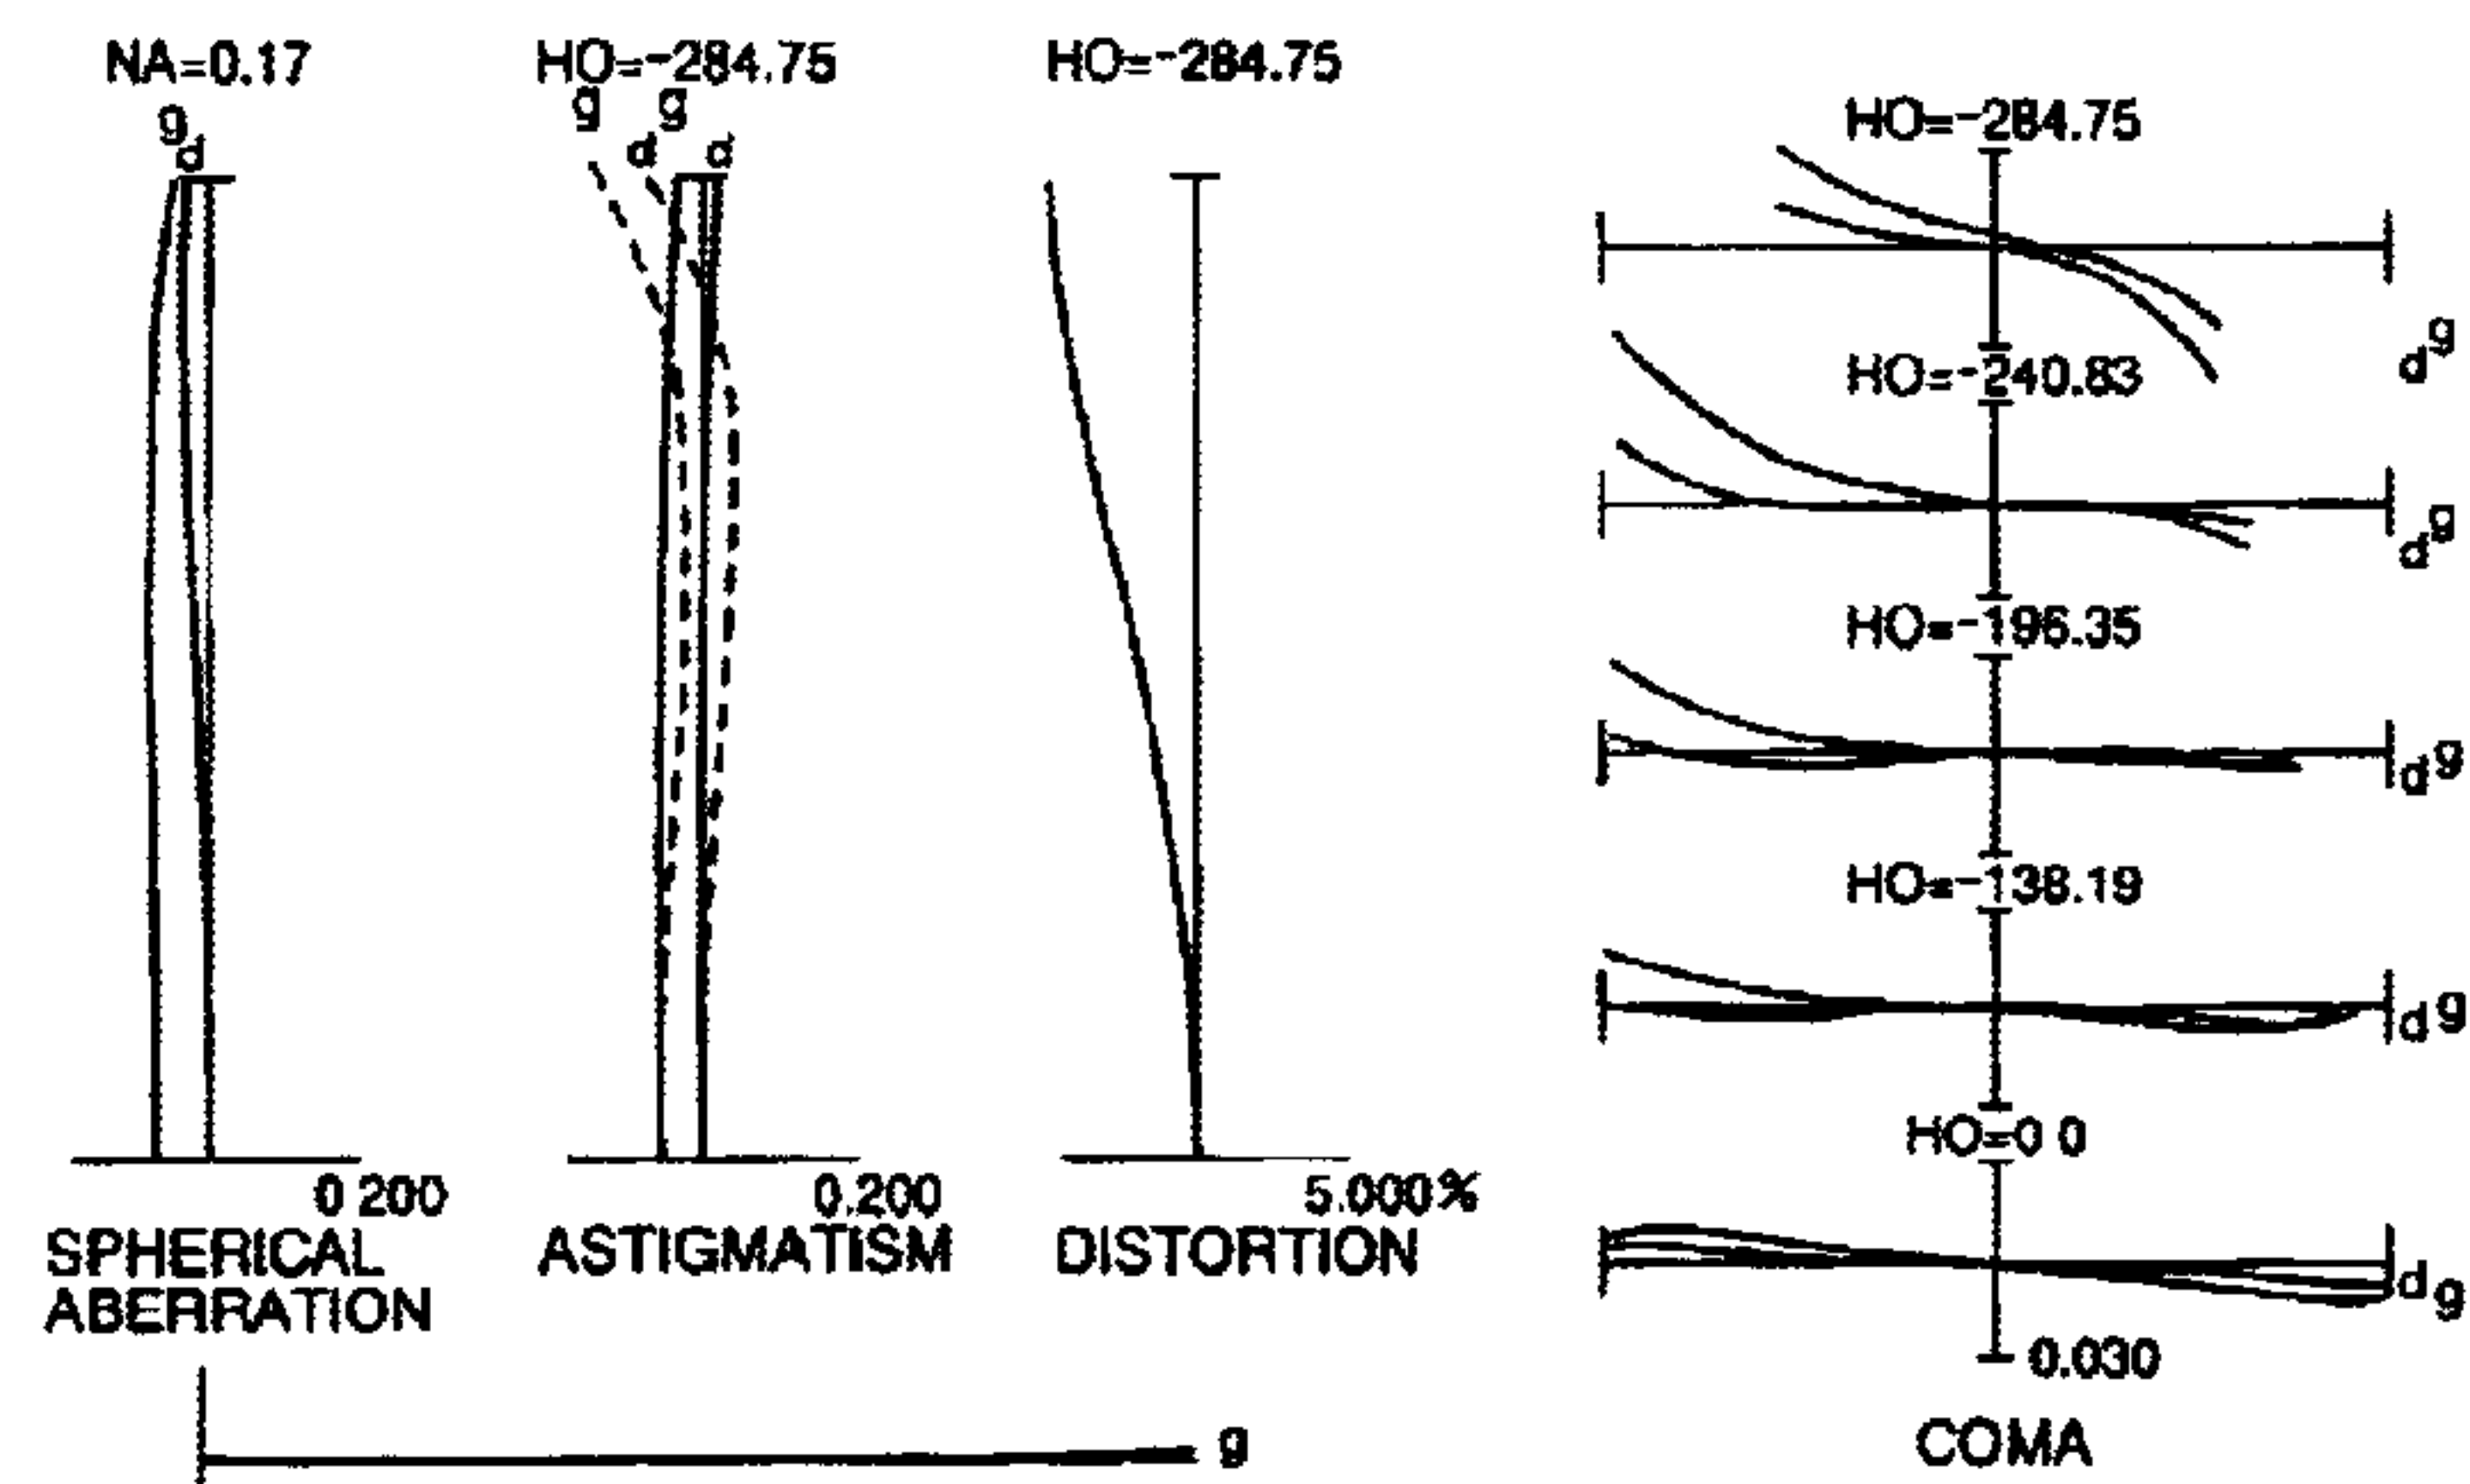 NA=0.17
g
d
0 200
SPHERICAL
ABERRATION
HO=-284.75
g g
d d
0.200
ASTIGMATISM
HO=-284.75
5.000%
DISTORTION
g
HO=-284.75
g
d
HO=-240.83
g
d
HO=-196.35
g
d
HO=-138.19
g
d
HO=0 0
d
g
0.030
COMA